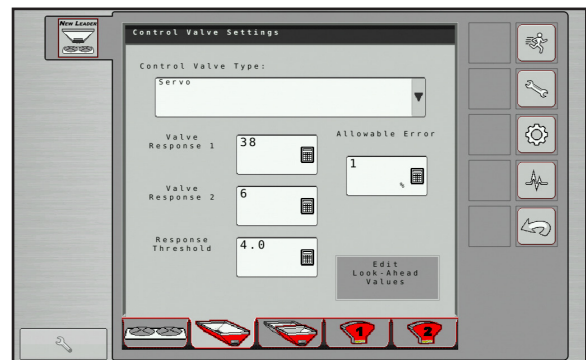 NEW LEADER
Control Valve Settings
Control Valve Type:
Servo
Valve
Response 1
38
Allowable Error
1
%
Valve
Response 2
6
Response
Threshold
4.0
Edit
Look-Ahead
Values
1
2